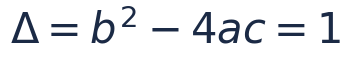 Δ = b² − 4ac = 1